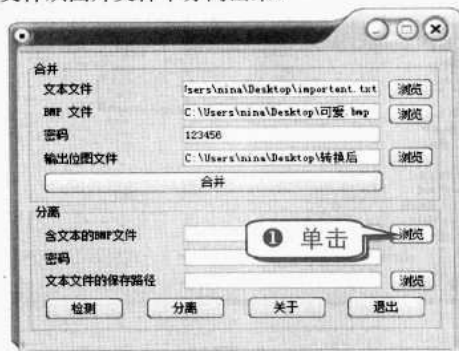 合并
文本文件 Isers\nina\Desktop\important.txt 浏览
BMP 文件 C:\Users\nina\Desktop\可爱.bmp 浏览
密码 123456
输出位图文件 C:\Users\nina\Desktop\转换后 浏览
合并
分离
含文本的BMP文件 ❶ 单击 浏览
密码
文本文件的保存路径 浏览
检测 分离 关于 退出